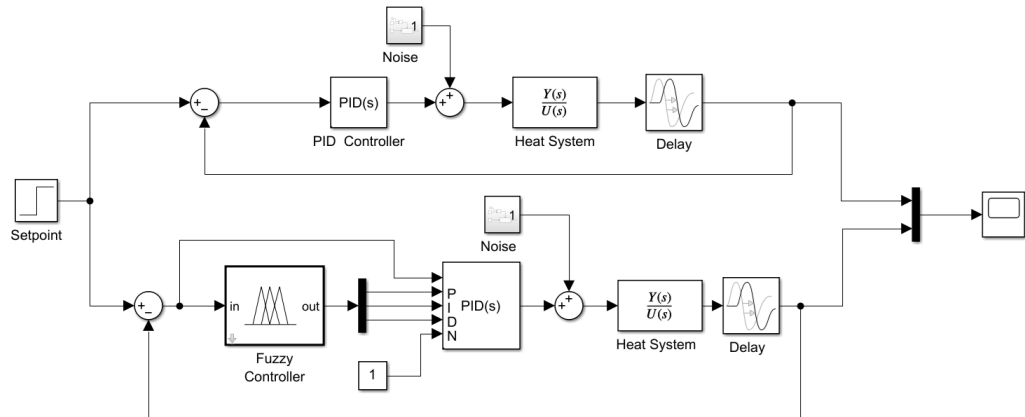 1
Noise
+
−
PID(s)
PID Controller
+
+
Y(s)
U(s)
Heat System
Delay
Setpoint
1
Noise
+
−
in
out
Fuzzy
Controller
P
I
D
N
PID(s)
1
+
+
Y(s)
U(s)
Heat System
Delay